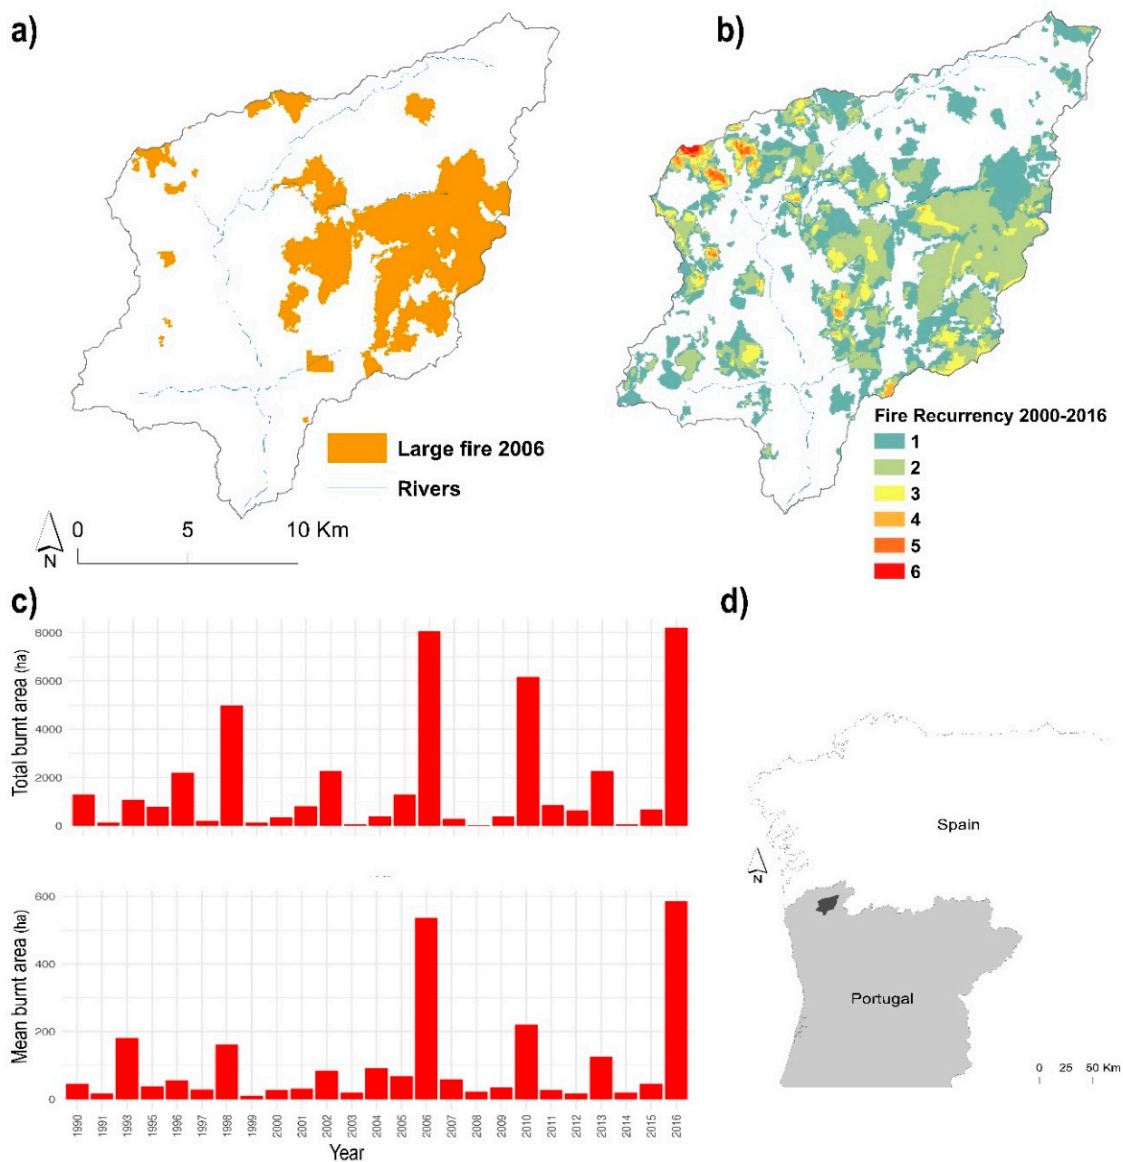 a)
b)
Large fire 2006
Rivers
0 5 10 Km
N
Fire Recurrency 2000-2016
1
2
3
4
5
6
c)
d)
Total burnt area (ha)
8000
6000
4000
2000
0
Mean burnt area (ha)
600
400
200
0
1990 1991 1993 1995 1996 1997 1998 1999 2000 2001 2002 2003 2004 2005 2006 2007 2008 2009 2010 2011 2012 2013 2014 2015 2016
Year
Spain
N
Portugal
0 25 50 Km